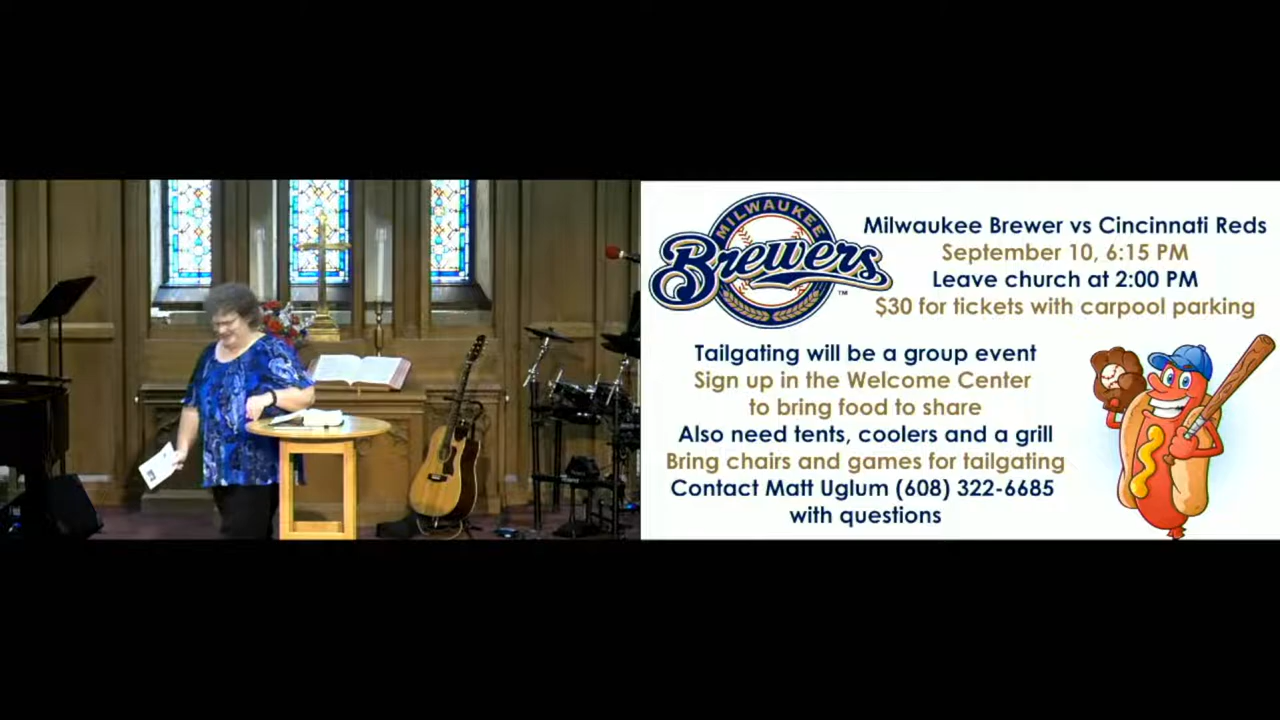 MILWAUKEE
Brewers
TM
Milwaukee Brewer vs Cincinnati Reds
September 10, 6:15 PM
Leave church at 2:00 PM
$30 for tickets with carpool parking
Tailgating will be a group event
Sign up in the Welcome Center
to bring food to share
Also need tents, coolers and a grill
Bring chairs and games for tailgating
Contact Matt Uglum (608) 322-6685
with questions